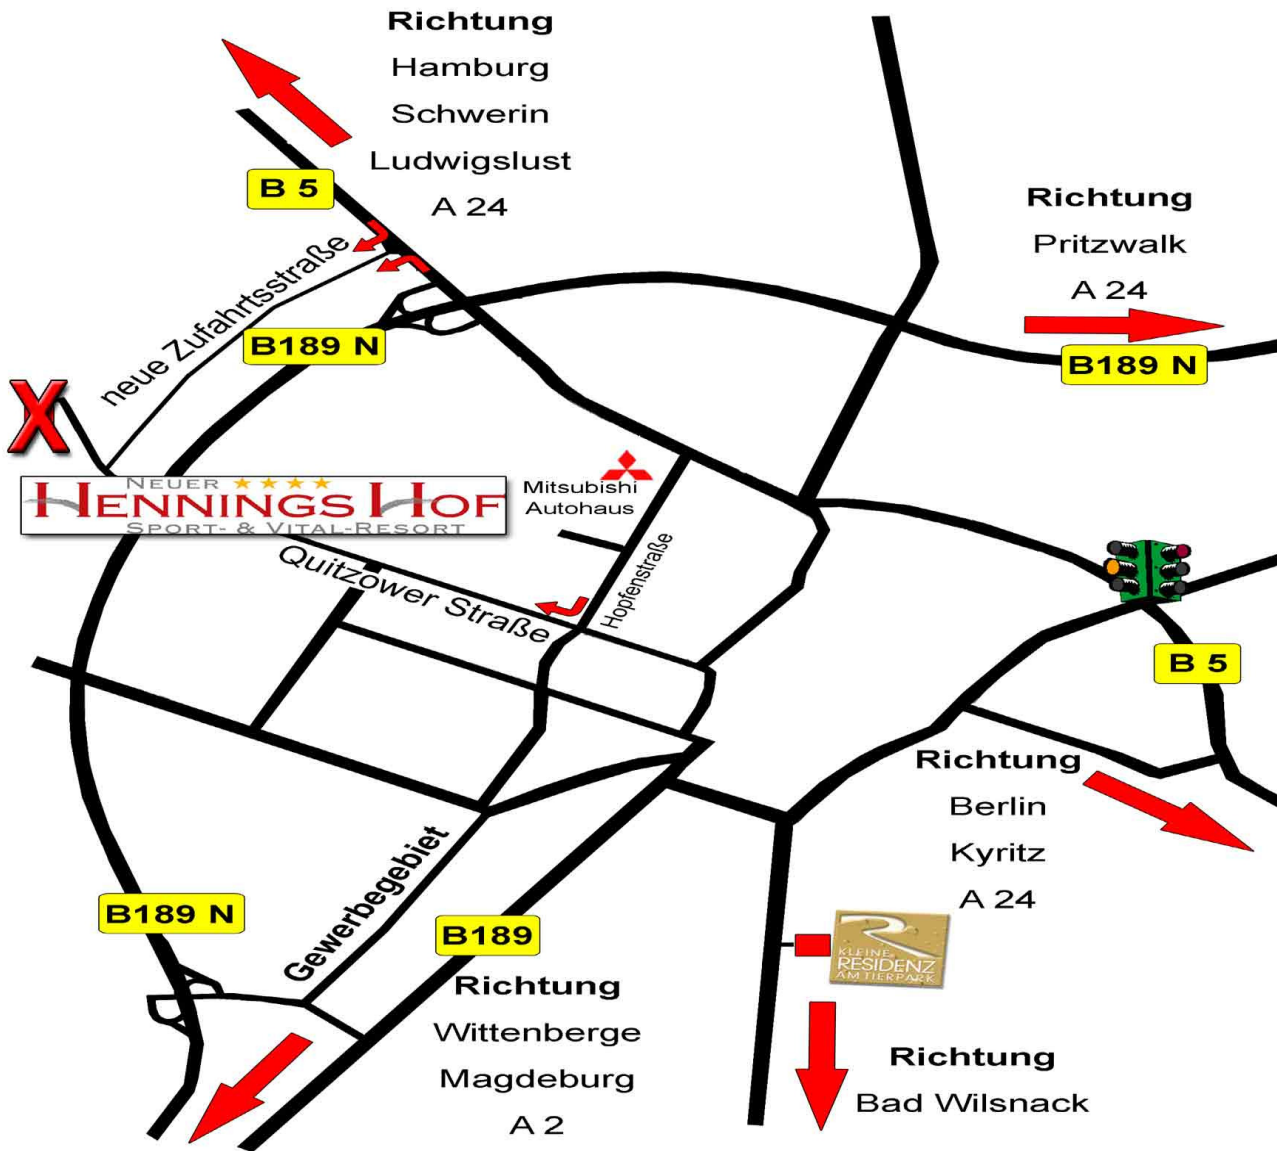 Richtung
Hamburg
Schwerin
Ludwigslust
A 24
B 5
Richtung
Pritzwalk
A 24
B189 N
neue Zufahrtsstraße
B189 N
X
NEUER
HENNINGS HOF
SPORT- & VITAL-RESORT
Mitsubishi
Autohaus
Hopfenstraße
Quitzower Straße
B 5
Richtung
Berlin
Kyritz
A 24
Gewerbegebiet
B189 N
B189
KLEINE
RESIDENZ
AM TIERPARK
Richtung
Wittenberge
Magdeburg
A 2
Richtung
Bad Wilsnack